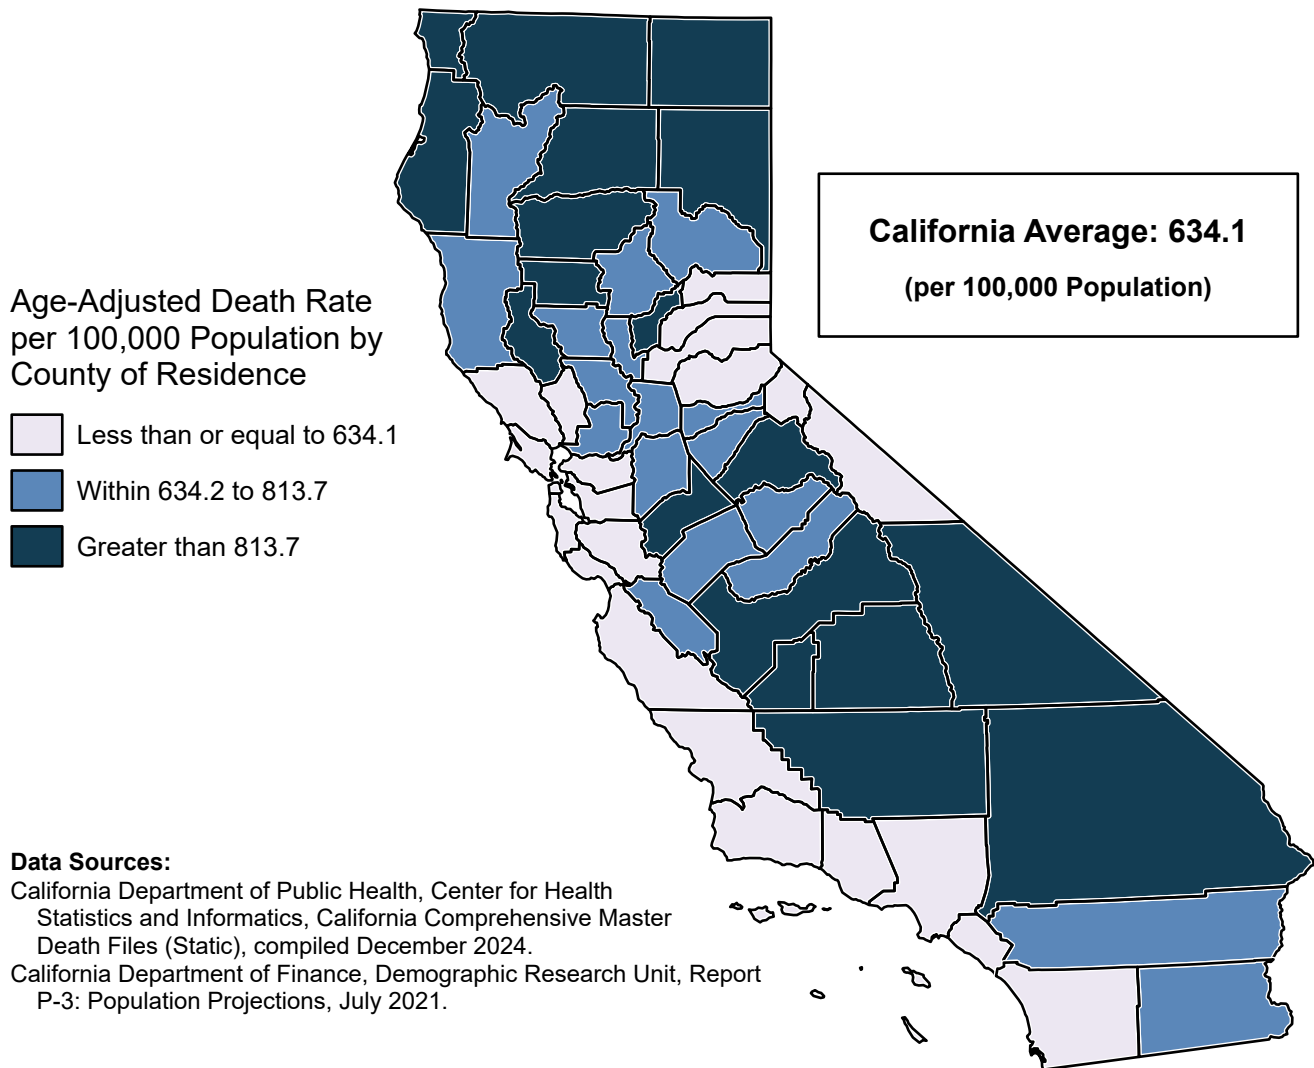 California Average: 634.1
(per 100,000 Population)
Age-Adjusted Death Rate
per 100,000 Population by
County of Residence
Less than or equal to 634.1
Within 634.2 to 813.7
Greater than 813.7
Data Sources:
California Department of Public Health, Center for Health
Statistics and Informatics, California Comprehensive Master
Death Files (Static), compiled December 2024.
California Department of Finance, Demographic Research Unit, Report
P-3: Population Projections, July 2021.